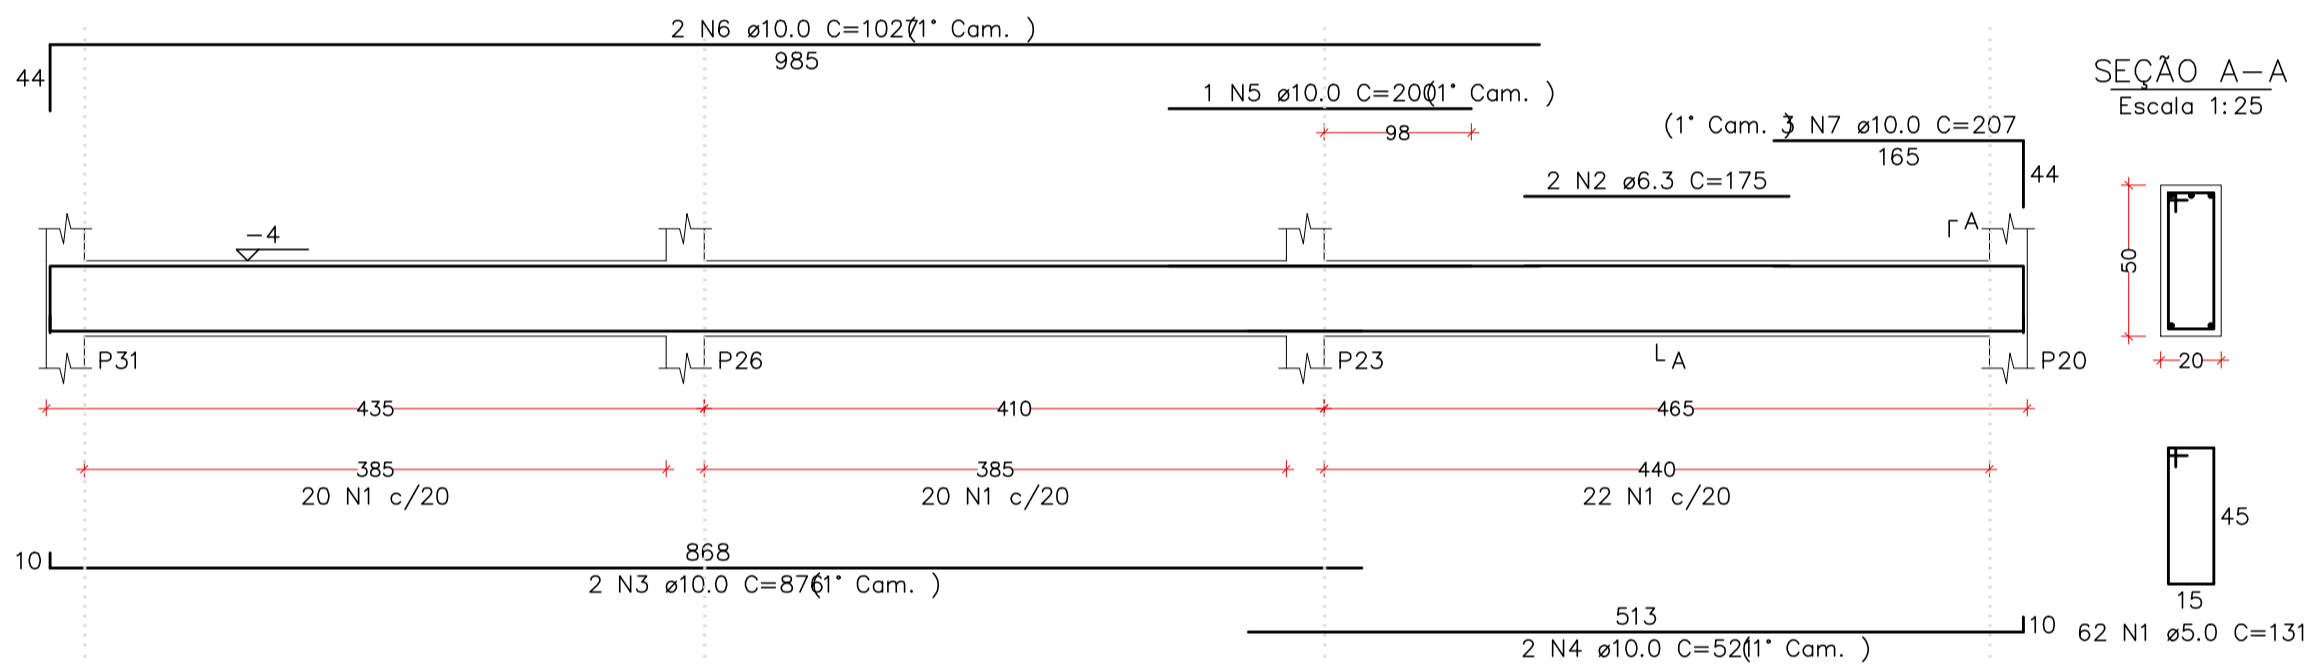 2 N6 ø10.0 C=1027(1° Cam. )
985
44
1 N5 ø10.0 C=200(1° Cam. )
98
(1° Cam. ) 3 N7 ø10.0 C=207
165
44
2 N2 ø6.3 C=175
SEÇÃO A-A
Escala 1:25
-4
A
50
20
P31
P26
P23
A
P20
435
410
465
385
385
440
20 N1 c/20
20 N1 c/20
22 N1 c/20
45
15
62 N1 ø5.0 C=131
10
868
2 N3 ø10.0 C=876(1° Cam. )
513
10
2 N4 ø10.0 C=521(1° Cam. )